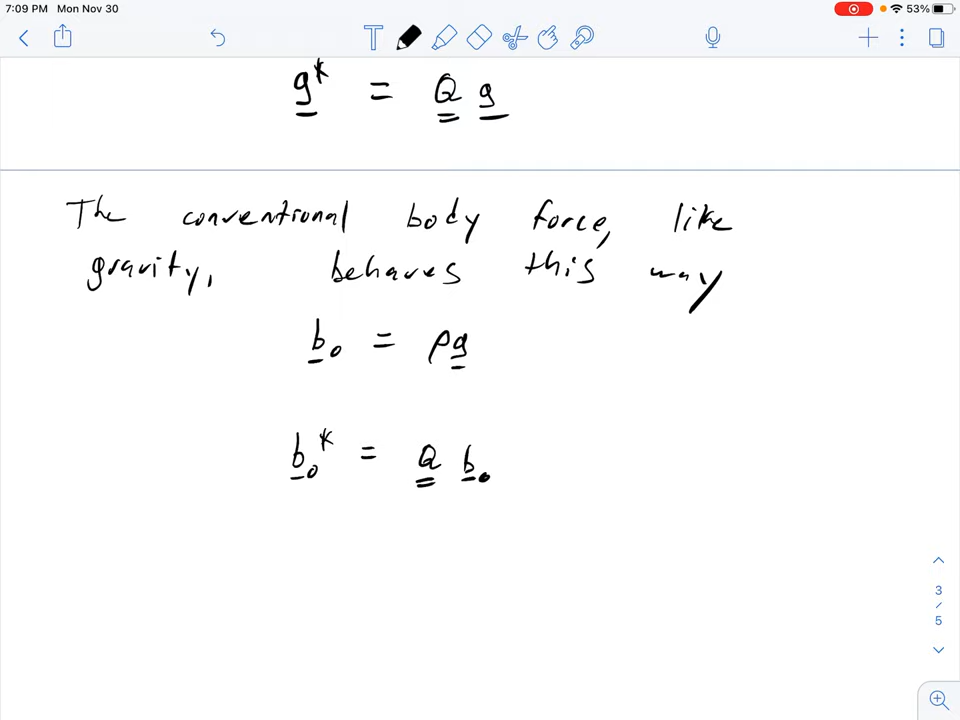 7:09 PM Mon Nov 30
53%
T
g* = Q g
The conventional body force, like
gravity, behaves this way
b₀ = ρg
b₀* = Q b₀
3
/
5